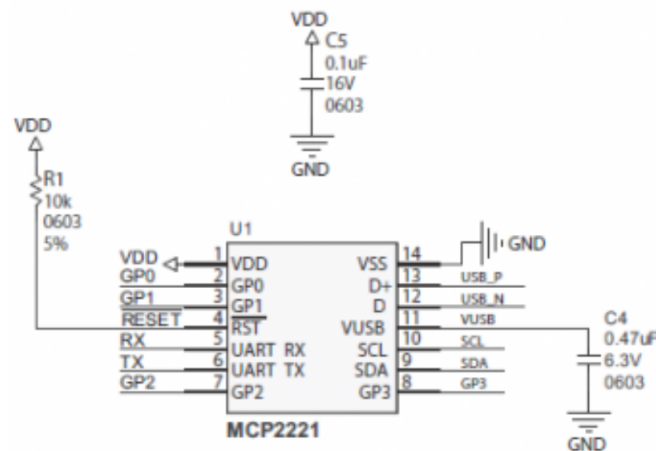 VDD
C5
0.1uF
16V
0603
GND
VDD
R1
10k
0603
5%
U1
VDD 1 VDD VSS 14 GND
GP0 2 GP0 D+ 13 USB_P
GP1 3 GP1 D 12 USB_N
RESET 4 RST VUSB 11 VUSB
RX 5 UART RX SCL 10 SCL
TX 6 UART TX SDA 9 SDA
GP2 7 GP2 GP3 8 GP3
MCP2221
C4
0.47uF
6.3V
0603
GND